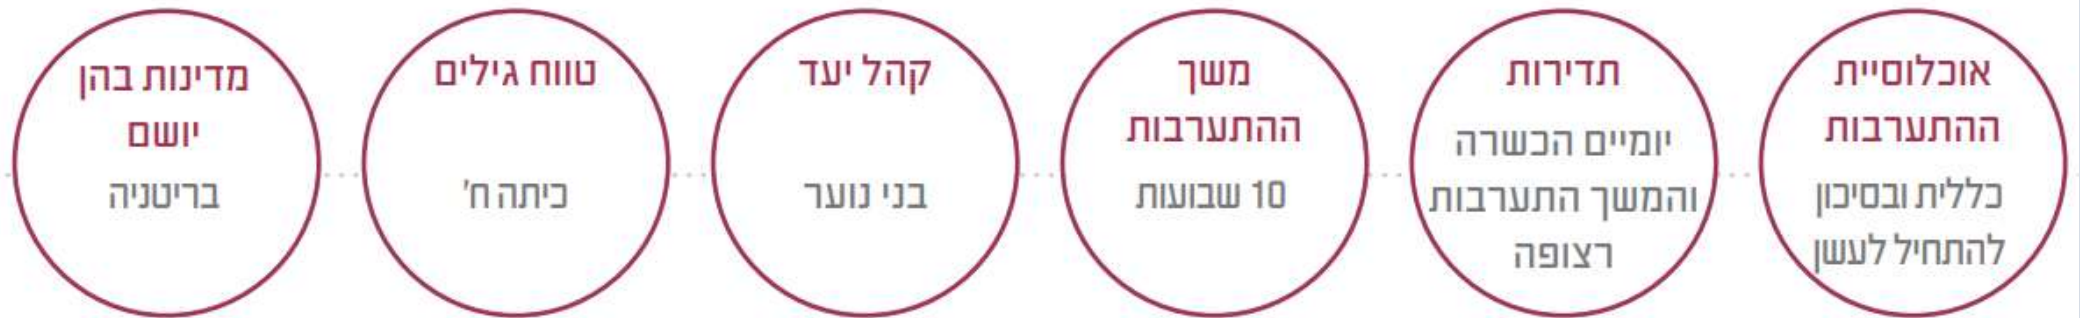 אוכלוסיית
ההתערבות
כללית ובסיכון
להתחיל לעשן
תדירות
יומיים הכשרה
והמשך התערבות
רצופה
משך
ההתערבות
10 שבועות
קהל יעד
בני נוער
טווח גילים
כיתה ח'
מדינות בהן
יושם
בריטניה